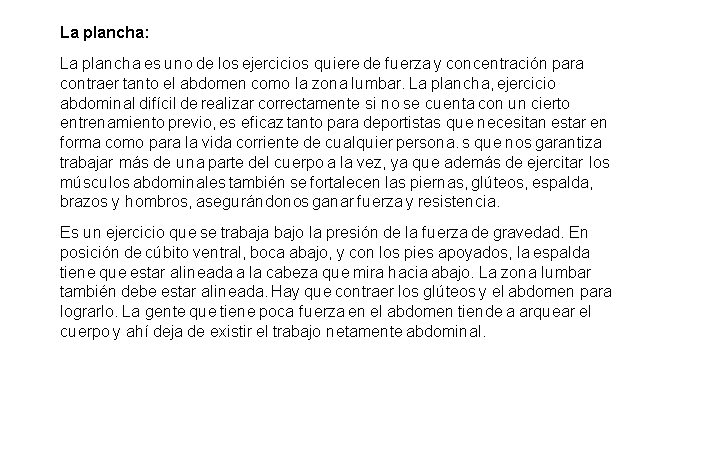 La plancha:
La plancha es uno de los ejercicios quiere de fuerza y concentración para
contraer tanto el abdomen como la zona lumbar. La plancha, ejercicio
abdominal difícil de realizar correctamente si no se cuenta con un cierto
entrenamiento previo, es eficaz tanto para deportistas que necesitan estar en
forma como para la vida corriente de cualquier persona. s que nos garantiza
trabajar más de una parte del cuerpo a la vez, ya que además de ejercitar los
músculos abdominales también se fortalecen las piernas, glúteos, espalda,
brazos y hombros, asegurándonos ganar fuerza y resistencia.
Es un ejercicio que se trabaja bajo la presión de la fuerza de gravedad. En
posición de cúbito ventral, boca abajo, y con los pies apoyados, la espalda
tiene que estar alineada a la cabeza que mira hacia abajo. La zona lumbar
también debe estar alineada. Hay que contraer los glúteos y el abdomen para
lograrlo. La gente que tiene poca fuerza en el abdomen tiende a arquear el
cuerpo y ahí deja de existir el trabajo netamente abdominal.